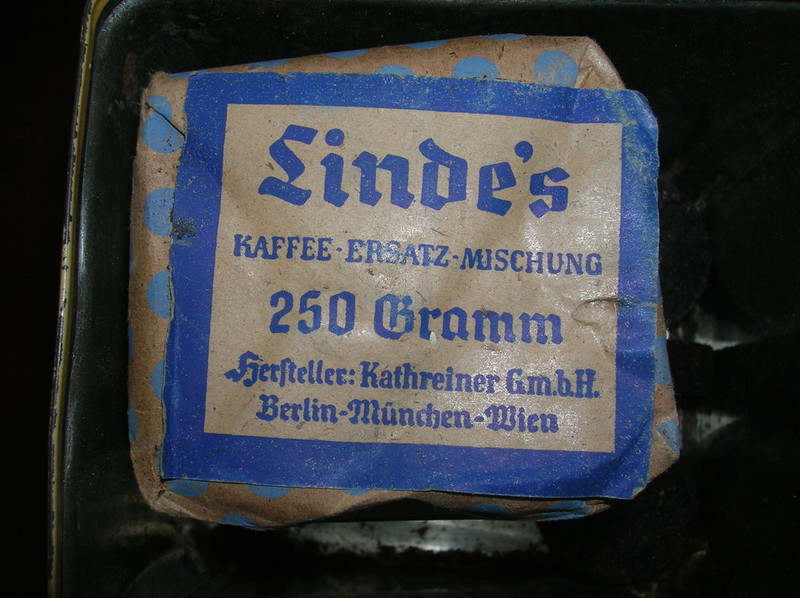 Linde's
KAFFEE-ERSATZ-MISCHUNG
250 Gramm
Hersteller: Kathreiner G.m.b.H.
Berlin-München-Wien